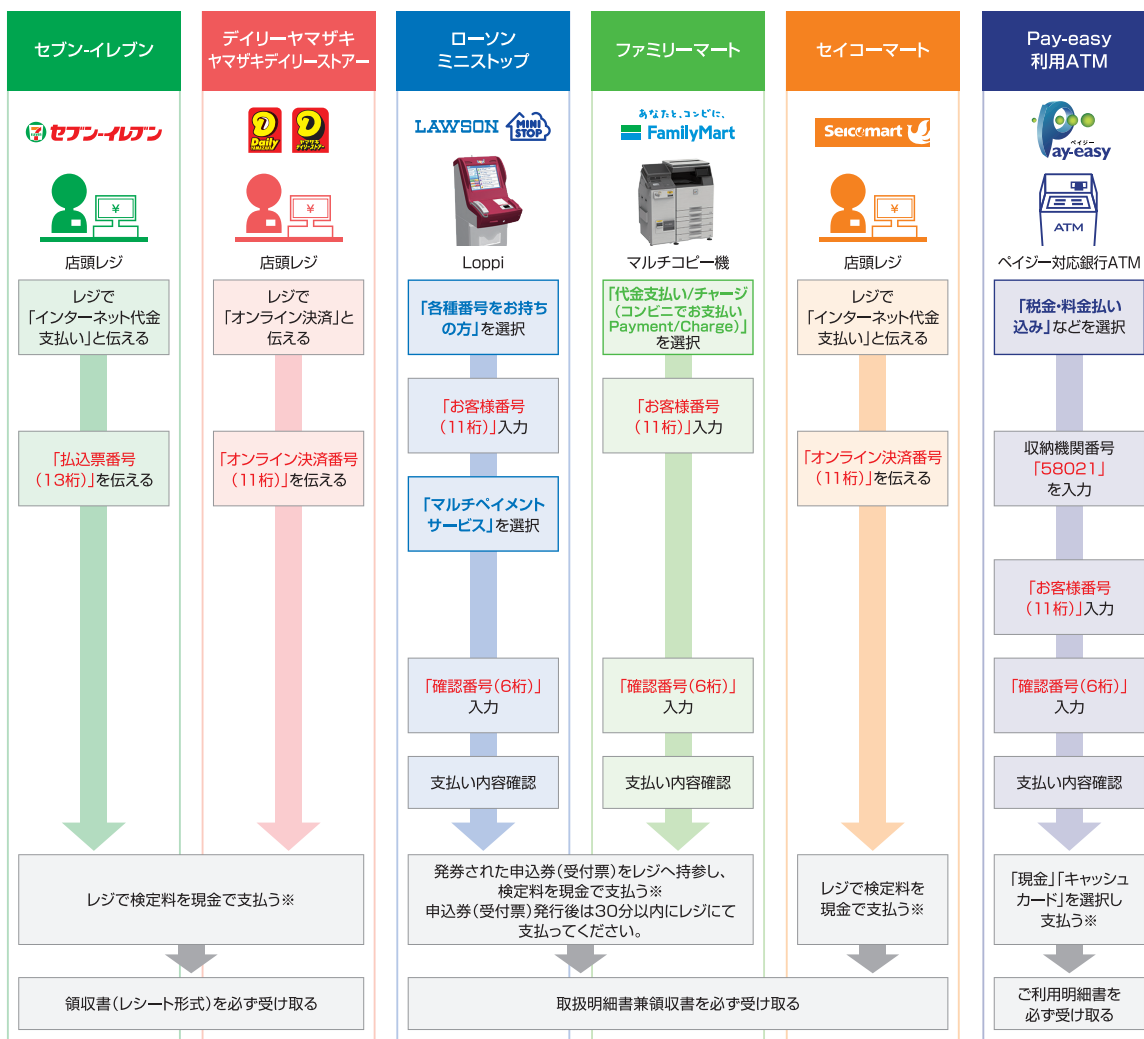 セブン-イレブン
セブン-イレブン
¥
店頭レジ
レジで
「インターネット代金
支払い」と伝える
「払込票番号
(13桁)」を伝える
デイリーヤマザキ
ヤマザキデイリーストアー
Daily
YAMAZAKI
ヤマザキ
デイリーストアー
¥
店頭レジ
レジで
「オンライン決済」と
伝える
「オンライン決済番号
(11桁)」を伝える
レジで検定料を現金で支払う※
領収書(レシート形式)を必ず受け取る
ローソン
ミニストップ
LAWSON
MINI
STOP
Loppi
「各種番号をお持ち
の方」を選択
「お客様番号
(11桁)」入力
「マルチペイメント
サービス」を選択
「確認番号(6桁)」
入力
支払い内容確認
ファミリーマート
あなたと、コンビに、
FamilyMart
マルチコピー機
「代金支払い/チャージ
(コンビニでお支払い
Payment/Charge)」
を選択
「お客様番号
(11桁)」入力
「確認番号(6桁)」
入力
支払い内容確認
発券された申込券(受付票)をレジへ持参し、
検定料を現金で支払う※
申込券(受付票)発行後は30分以内にレジにて
支払ってください。
セイコーマート
Seicomart
¥
店頭レジ
レジで
「インターネット代金
支払い」と伝える
「オンライン決済番号
(11桁)」を伝える
レジで検定料を
現金で支払う※
取扱明細書兼領収書を必ず受け取る
Pay-easy
利用ATM
ペイジー
Pay-easy
ATM
ペイジー対応銀行ATM
「税金・料金払い
込み」などを選択
収納機関番号
「58021」
を入力
「お客様番号
(11桁)」入力
「確認番号(6桁)」
入力
支払い内容確認
「現金」「キャッシュ
カード」を選択し
支払う※
ご利用明細書を
必ず受け取る